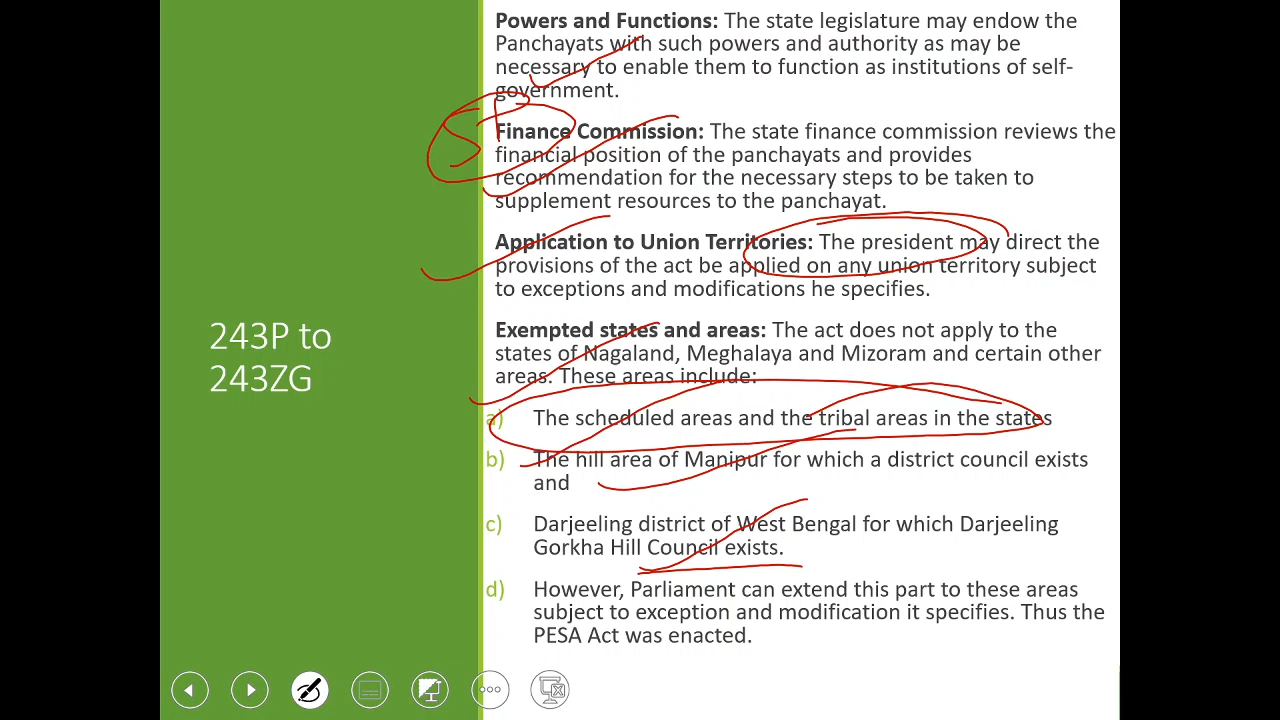 243P to
243ZG
Powers and Functions: The state legislature may endow the
Panchayats with such powers and authority as may be
necessary to enable them to function as institutions of self-
government.
Finance Commission: The state finance commission reviews the
financial position of the panchayats and provides
recommendation for the necessary steps to be taken to
supplement resources to the panchayat.
Application to Union Territories: The president may direct the
provisions of the act be applied on any union territory subject
to exceptions and modifications he specifies.
Exempted states and areas: The act does not apply to the
states of Nagaland, Meghalaya and Mizoram and certain other
areas. These areas include:
a) The scheduled areas and the tribal areas in the states
b) The hill area of Manipur for which a district council exists
and
c) Darjeeling district of West Bengal for which Darjeeling
Gorkha Hill Council exists.
d) However, Parliament can extend this part to these areas
subject to exception and modification it specifies. Thus the
PESA Act was enacted.